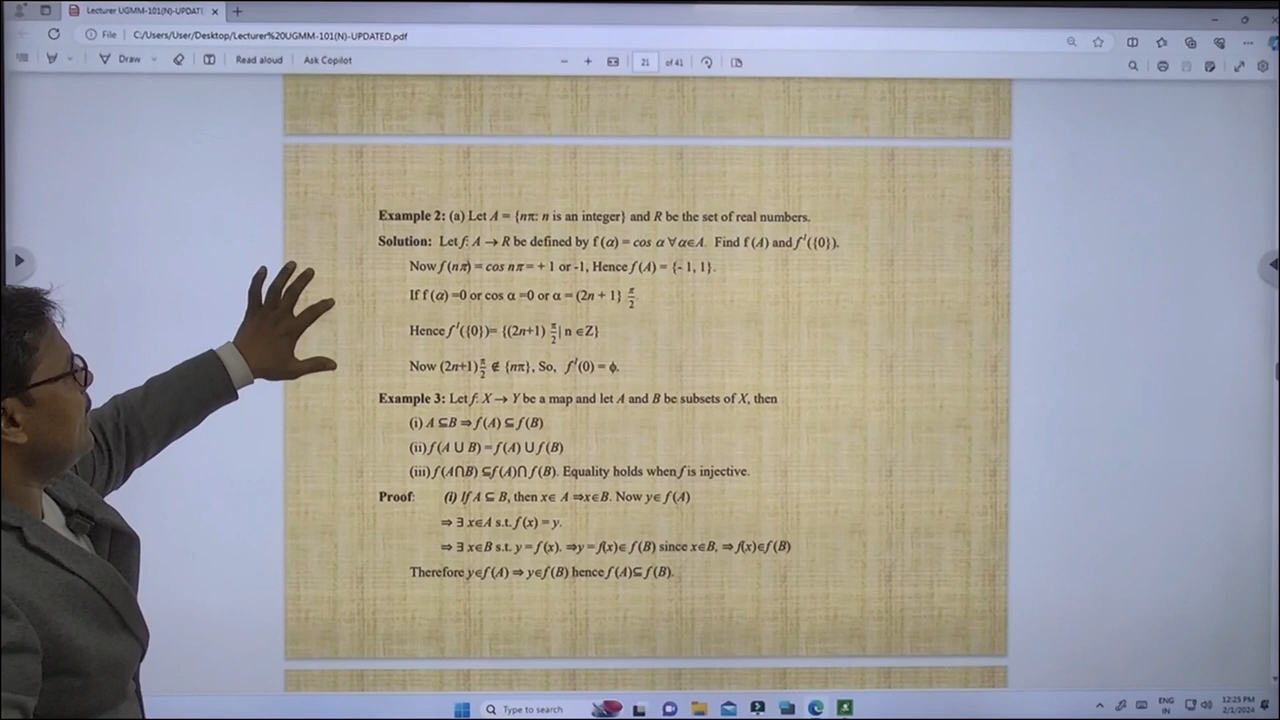 Lecturer UGMM-101(N)-UPDATI
File C:/Users/User/Desktop/Lecturer%20UGMM-101(N)-UPDATED.pdf
Draw Read aloud Ask Copilot 21 of 41
Example 2: (a) Let A = {nπ: n is an integer} and R be the set of real numbers.
Solution: Let f: A → R be defined by f (α) = cos α ∀ α∈A. Find f (A) and f¹({0}).
Now f (nπ) = cos nπ = + 1 or -1, Hence f (A) = {- 1, 1}.
If f (α) =0 or cos α =0 or α = (2n + 1} π/2.
Hence f¹({0})= {(2n+1) π/2 | n ∈Z}
Now (2n+1) π/2 ∉ {nπ}, So, f¹(0) = ϕ.
Example 3: Let f: X → Y be a map and let A and B be subsets of X, then
(i) A ⊆B ⇒ f (A) ⊆ f (B)
(ii) f (A U B) = f (A) U f (B)
(iii) f (A∩B) ⊆f (A)∩ f (B). Equality holds when f is injective.
Proof: (i) If A ⊆ B, then x∈ A ⇒x∈B. Now y∈ f (A)
⇒ ∃ x∈A s.t. f (x) = y.
⇒ ∃ x∈B s.t. y = f (x). ⇒y = f(x)∈ f (B) since x∈B, ⇒ f(x)∈f (B)
Therefore y∈f (A) ⇒ y∈f (B) hence f (A)⊆ f (B).
Type to search
ENG
IN
12:25 PM
2/1/2024